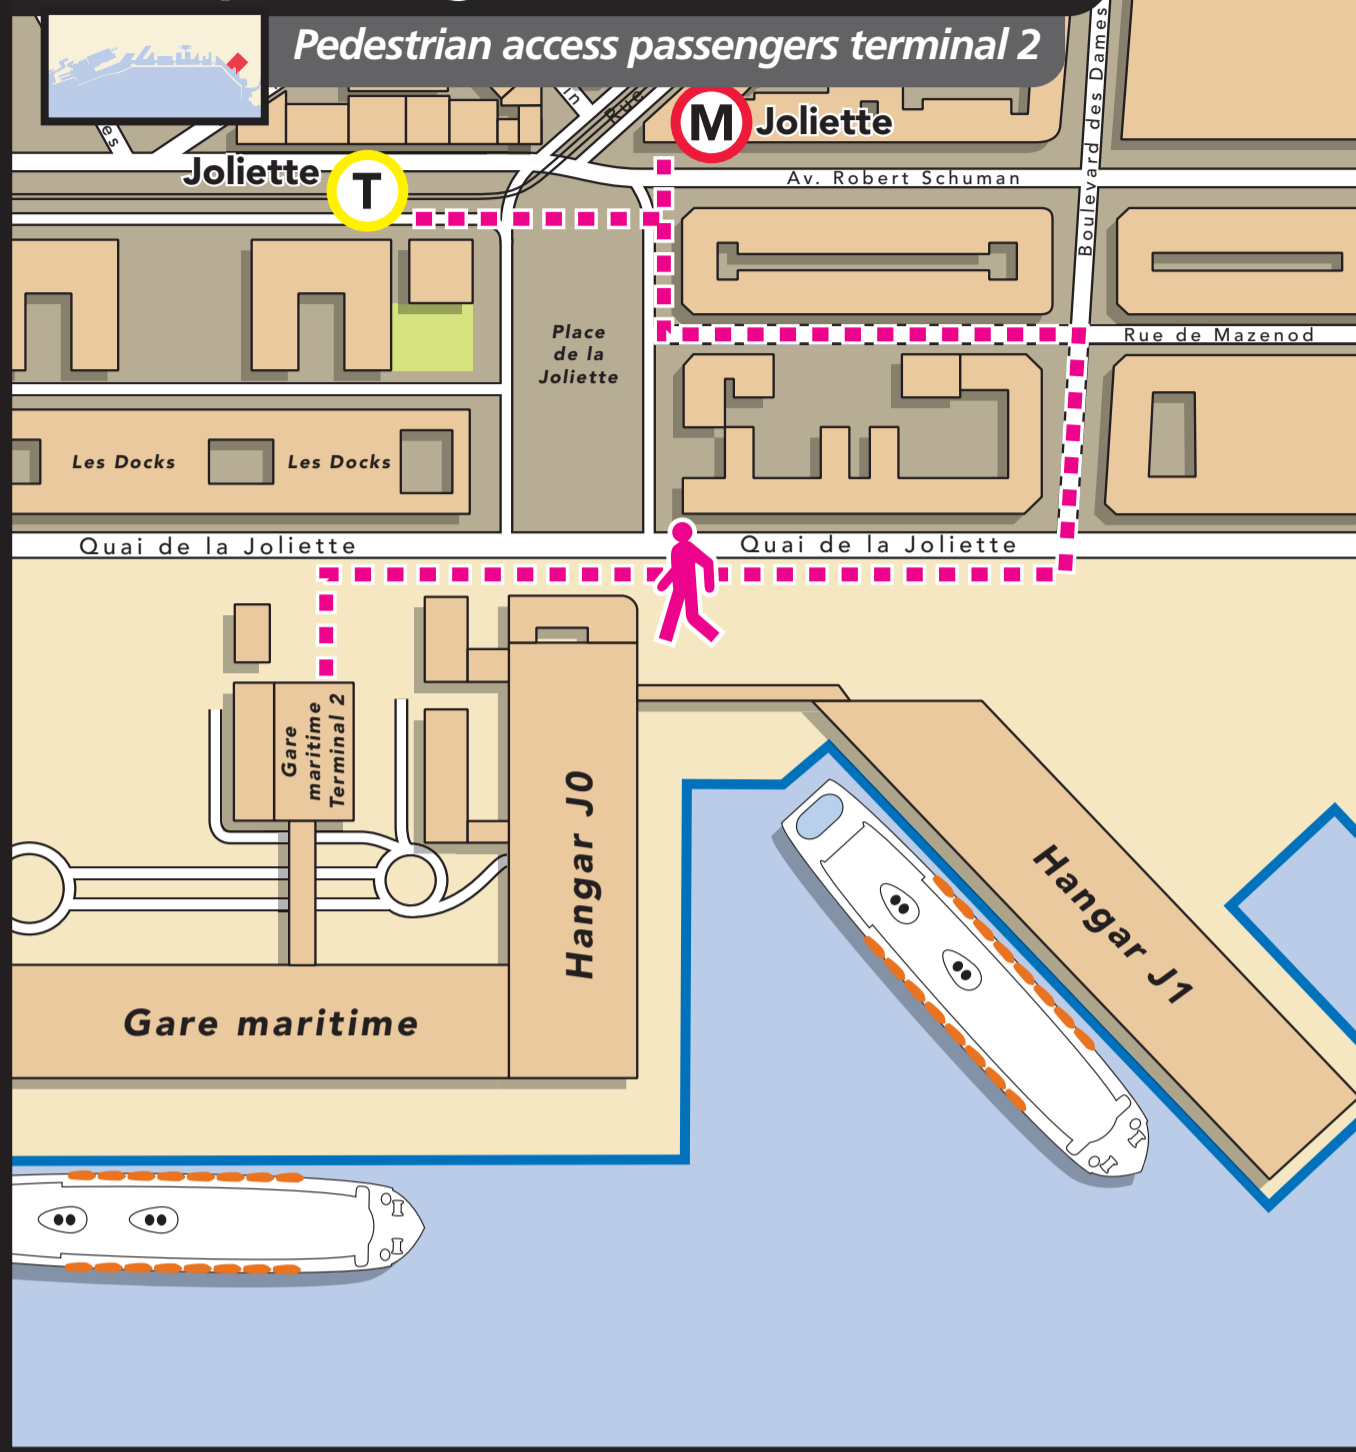 Pedestrian access passengers terminal 2
Rue
M Joliette
Joliette T
Av. Robert Schuman
Boulevard des Dames
Place
de la
Joliette
Rue de Mazenod
Les Docks
Les Docks
Quai de la Joliette
Quai de la Joliette
Gare
maritime
Terminal 2
Hangar J0
Hangar J1
Gare maritime